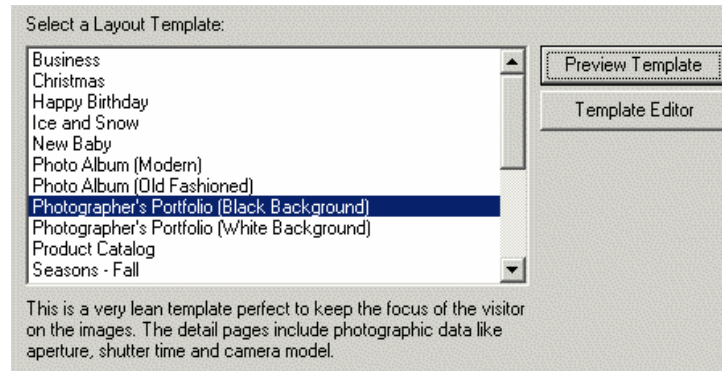 Select a Layout Template:
Business
Christmas
Happy Birthday
Ice and Snow
New Baby
Photo Album (Modern)
Photo Album (Old Fashioned)
Photographer's Portfolio (Black Background)
Photographer's Portfolio (White Background)
Product Catalog
Seasons - Fall
Preview Template
Template Editor
This is a very lean template perfect to keep the focus of the visitor
on the images. The detail pages include photographic data like
aperture, shutter time and camera model.